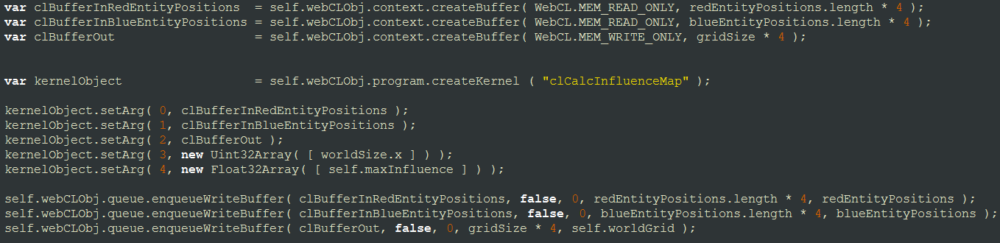 var clBufferInRedEntityPositions  = self.webCLObj.context.createBuffer( WebCL.MEM_READ_ONLY, redEntityPositions.length * 4 );
var clBufferInBlueEntityPositions = self.webCLObj.context.createBuffer( WebCL.MEM_READ_ONLY, blueEntityPositions.length * 4 );
var clBufferOut                   = self.webCLObj.context.createBuffer( WebCL.MEM_WRITE_ONLY, gridSize * 4 );
var kernelObject                  = self.webCLObj.program.createKernel ( "clCalcInfluenceMap" );
kernelObject.setArg( 0, clBufferInRedEntityPositions );
kernelObject.setArg( 1, clBufferInBlueEntityPositions );
kernelObject.setArg( 2, clBufferOut );
kernelObject.setArg( 3, new Uint32Array( [ worldSize.x ] ) );
kernelObject.setArg( 4, new Float32Array( [ self.maxInfluence ] ) );
self.webCLObj.queue.enqueueWriteBuffer( clBufferInRedEntityPositions, false, 0, redEntityPositions.length * 4, redEntityPositions );
self.webCLObj.queue.enqueueWriteBuffer( clBufferInBlueEntityPositions, false, 0, blueEntityPositions.length * 4, blueEntityPositions );
self.webCLObj.queue.enqueueWriteBuffer( clBufferOut, false, 0, gridSize * 4, self.worldGrid );